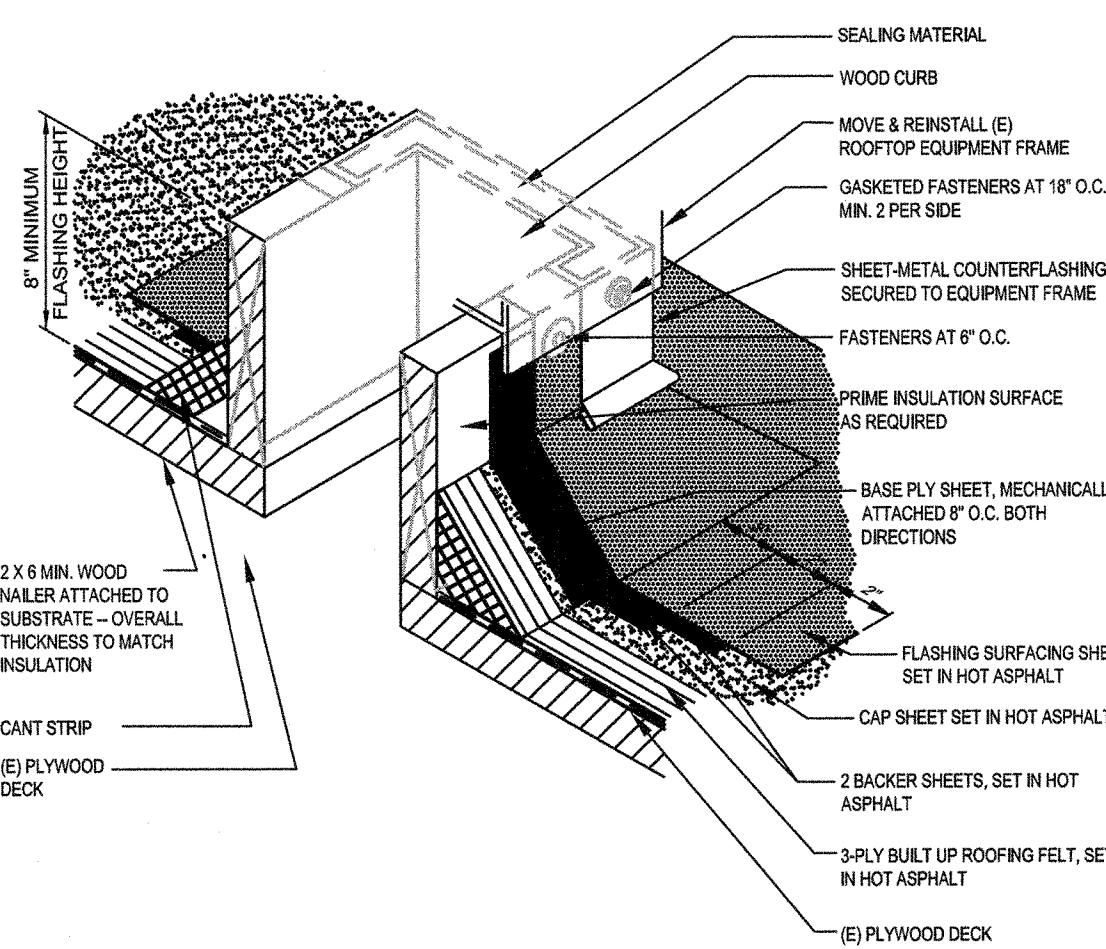 SEALING MATERIAL
WOOD CURB
MOVE & REINSTALL (E)
ROOFTOP EQUIPMENT FRAME
GASKETED FASTENERS AT 18" O.C.
MIN. 2 PER SIDE
SHEET-METAL COUNTERFLASHING
SECURED TO EQUIPMENT FRAME
FASTENERS AT 6" O.C.
PRIME INSULATION SURFACE
AS REQUIRED
BASE PLY SHEET, MECHANICALL
ATTACHED 8" O.C. BOTH
DIRECTIONS
2"
FLASHING SURFACING SHE
SET IN HOT ASPHALT
CAP SHEET SET IN HOT ASPHALT
2 BACKER SHEETS, SET IN HOT
ASPHALT
3-PLY BUILT UP ROOFING FELT, SET
IN HOT ASPHALT
(E) PLYWOOD DECK
8" MINIMUM
FLASHING HEIGHT
2 X 6 MIN. WOOD
NAILER ATTACHED TO
SUBSTRATE – OVERALL
THICKNESS TO MATCH
INSULATION
CANT STRIP
(E) PLYWOOD
DECK